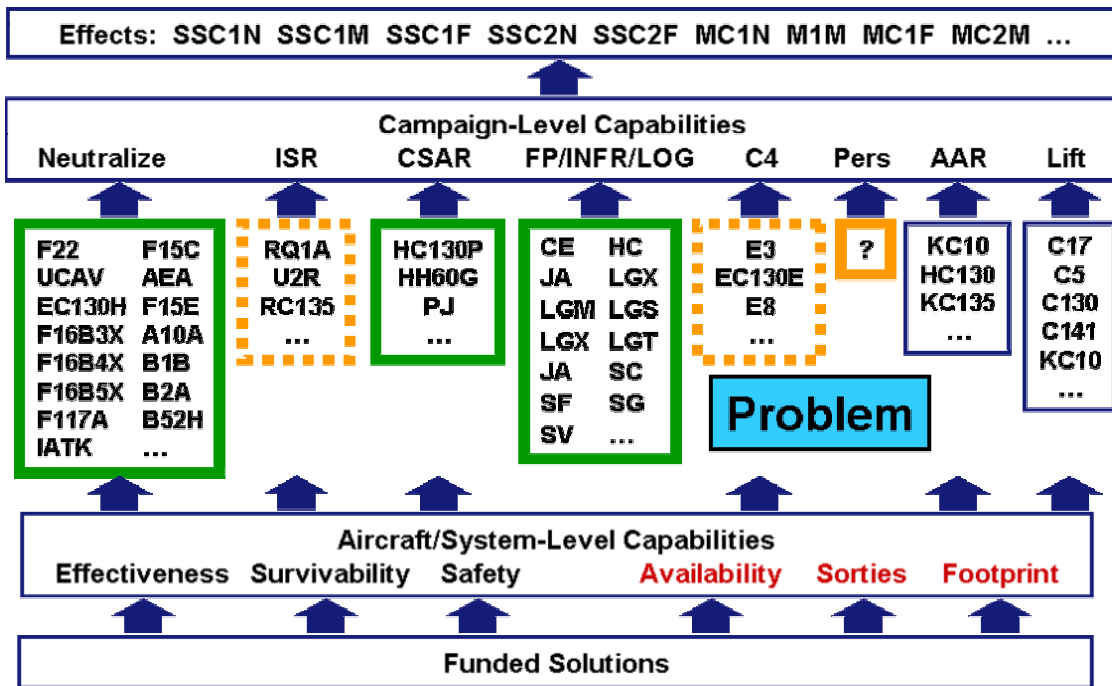 Effects: SSC1N SSC1M SSC1F SSC2N SSC2F MC1N M1M MC1F MC2M ...
Campaign-Level Capabilities
Neutralize ISR CSAR FP/INFR/LOG C4 Pers AAR Lift
F22 F15C
UCAV AEA
EC130H F15E
F16B3X A10A
F16B4X B1B
F16B5X B2A
F117A B52H
IATK ...
RQ1A
U2R
RC135
...
HC130P
HH60G
PJ
...
CE HC
JA LGX
LGM LGS
LGX LGT
JA SC
SF SG
SV ...
E3
EC130E
E8
...
?
KC10
HC130
KC135
...
C17
C5
C130
C141
KC10
...
Problem
Aircraft/System-Level Capabilities
Effectiveness Survivability Safety Availability Sorties Footprint
Funded Solutions